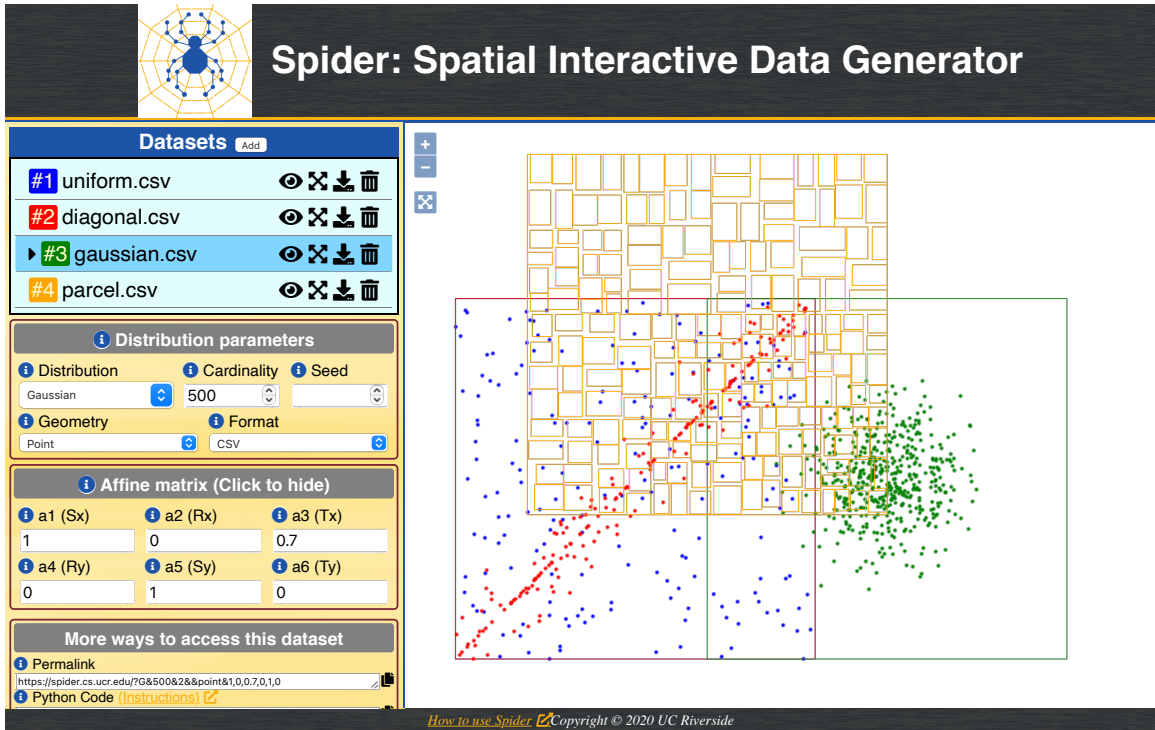 Spider: Spatial Interactive Data Generator
Datasets Add
#1 uniform.csv
#2 diagonal.csv
#3 gaussian.csv
#4 parcel.csv
Distribution parameters
Distribution Cardinality Seed
Gaussian 500
Geometry Format
Point CSV
Affine matrix (Click to hide)
a1 (Sx) a2 (Rx) a3 (Tx)
1 0 0.7
a4 (Ry) a5 (Sy) a6 (Ty)
0 1 0
More ways to access this dataset
Permalink
https://spider.cs.ucr.edu/?G&500&2&&point&1,0,0.7,0,1,0
Python Code (Instructions)
+
−
How to use Spider Copyright © 2020 UC Riverside